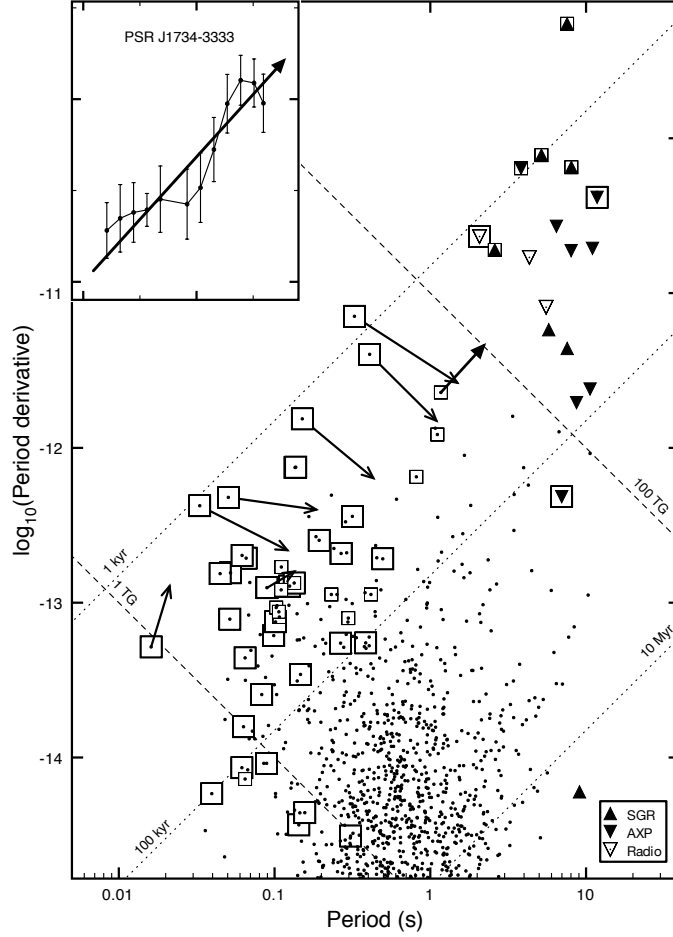 PSR J1734-3333
-11
-12
-13
-14
log10(Period derivative)
1 kyr
1 TG
100 TG
10 Myr
100 kyr
SGR
AXP
Radio
0.01
0.1
1
10
Period (s)